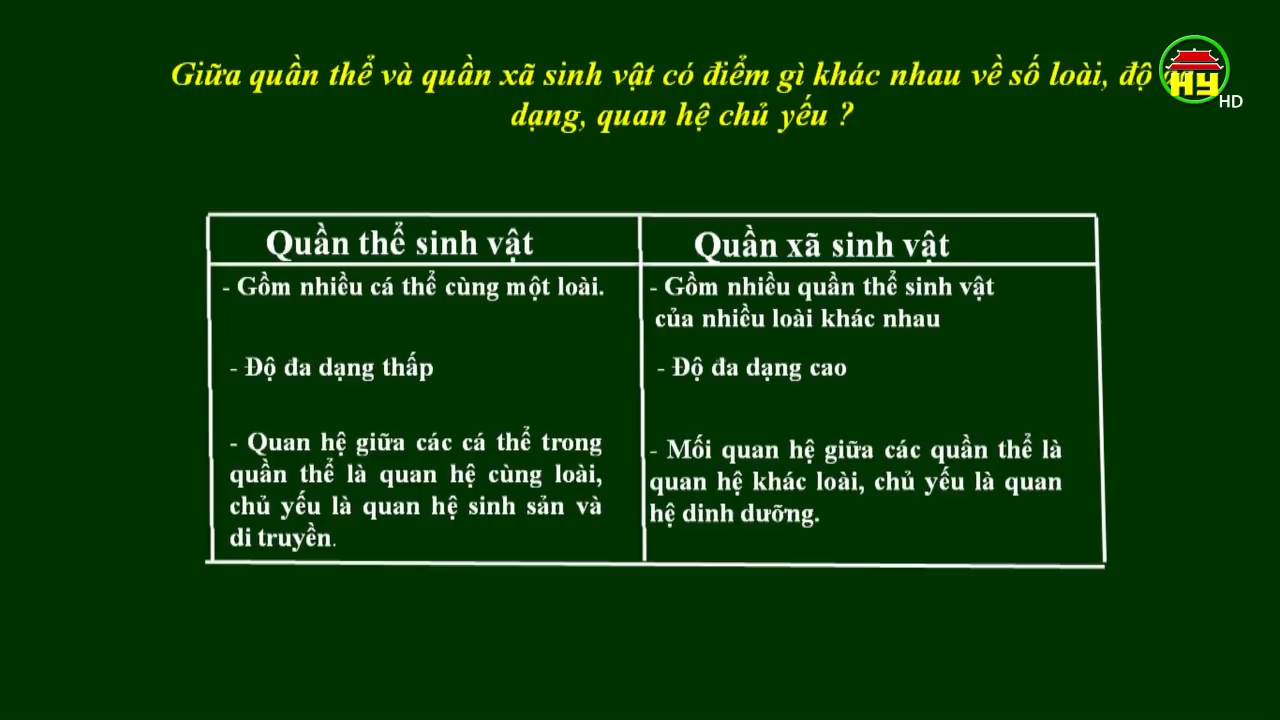 Giữa quần thể và quần xã sinh vật có điểm gì khác nhau về số loài, độ
dạng, quan hệ chủ yếu ?
HY
HD
Quần thể sinh vật
Quần xã sinh vật
- Gồm nhiều cá thể cùng một loài.
- Gồm nhiều quần thể sinh vật
của nhiều loài khác nhau
- Độ đa dạng thấp
- Độ đa dạng cao
- Quan hệ giữa các cá thể trong
quần thể là quan hệ cùng loài,
chủ yếu là quan hệ sinh sản và
di truyền.
- Mối quan hệ giữa các quần thể là
quan hệ khác loài, chủ yếu là quan
hệ dinh dưỡng.